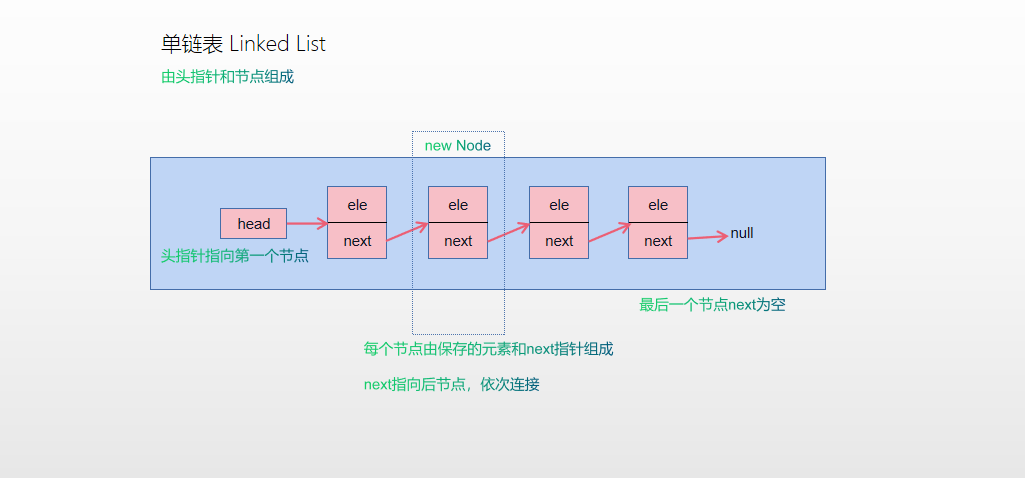 单链表 Linked List
由头指针和节点组成
new Node
ele ele ele ele
head
next next next next
null
头指针指向第一个节点
最后一个节点next为空
每个节点由保存的元素和next指针组成
next指向后节点，依次连接